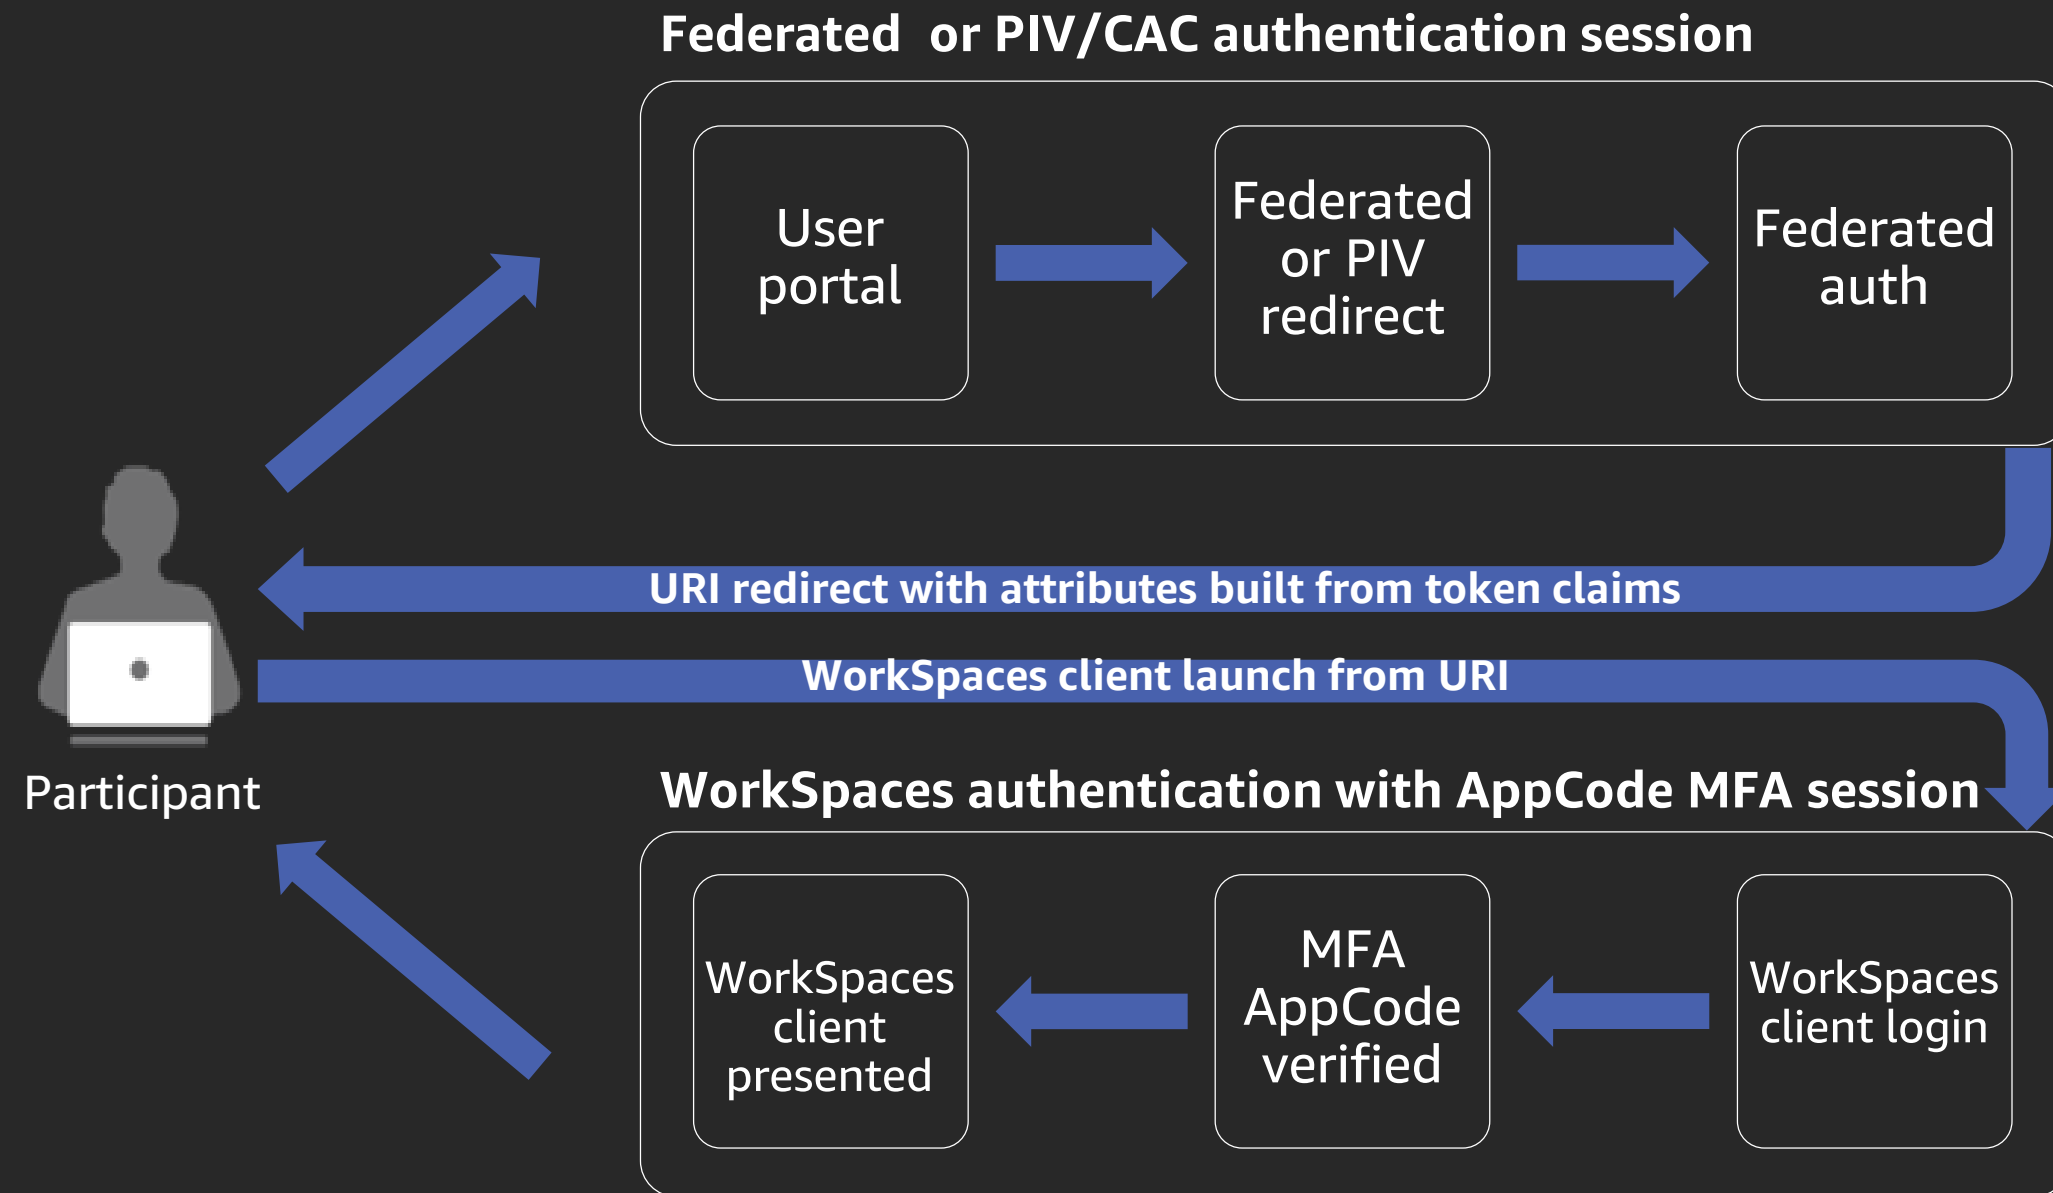 Federated  or PIV/CAC authentication session
User
portal
Federated
or PIV
redirect
Federated
auth
URI redirect with attributes built from token claims
WorkSpaces client launch from URI
Participant
WorkSpaces authentication with AppCode MFA session
WorkSpaces
client
presented
MFA
AppCode
verified
WorkSpaces
client login